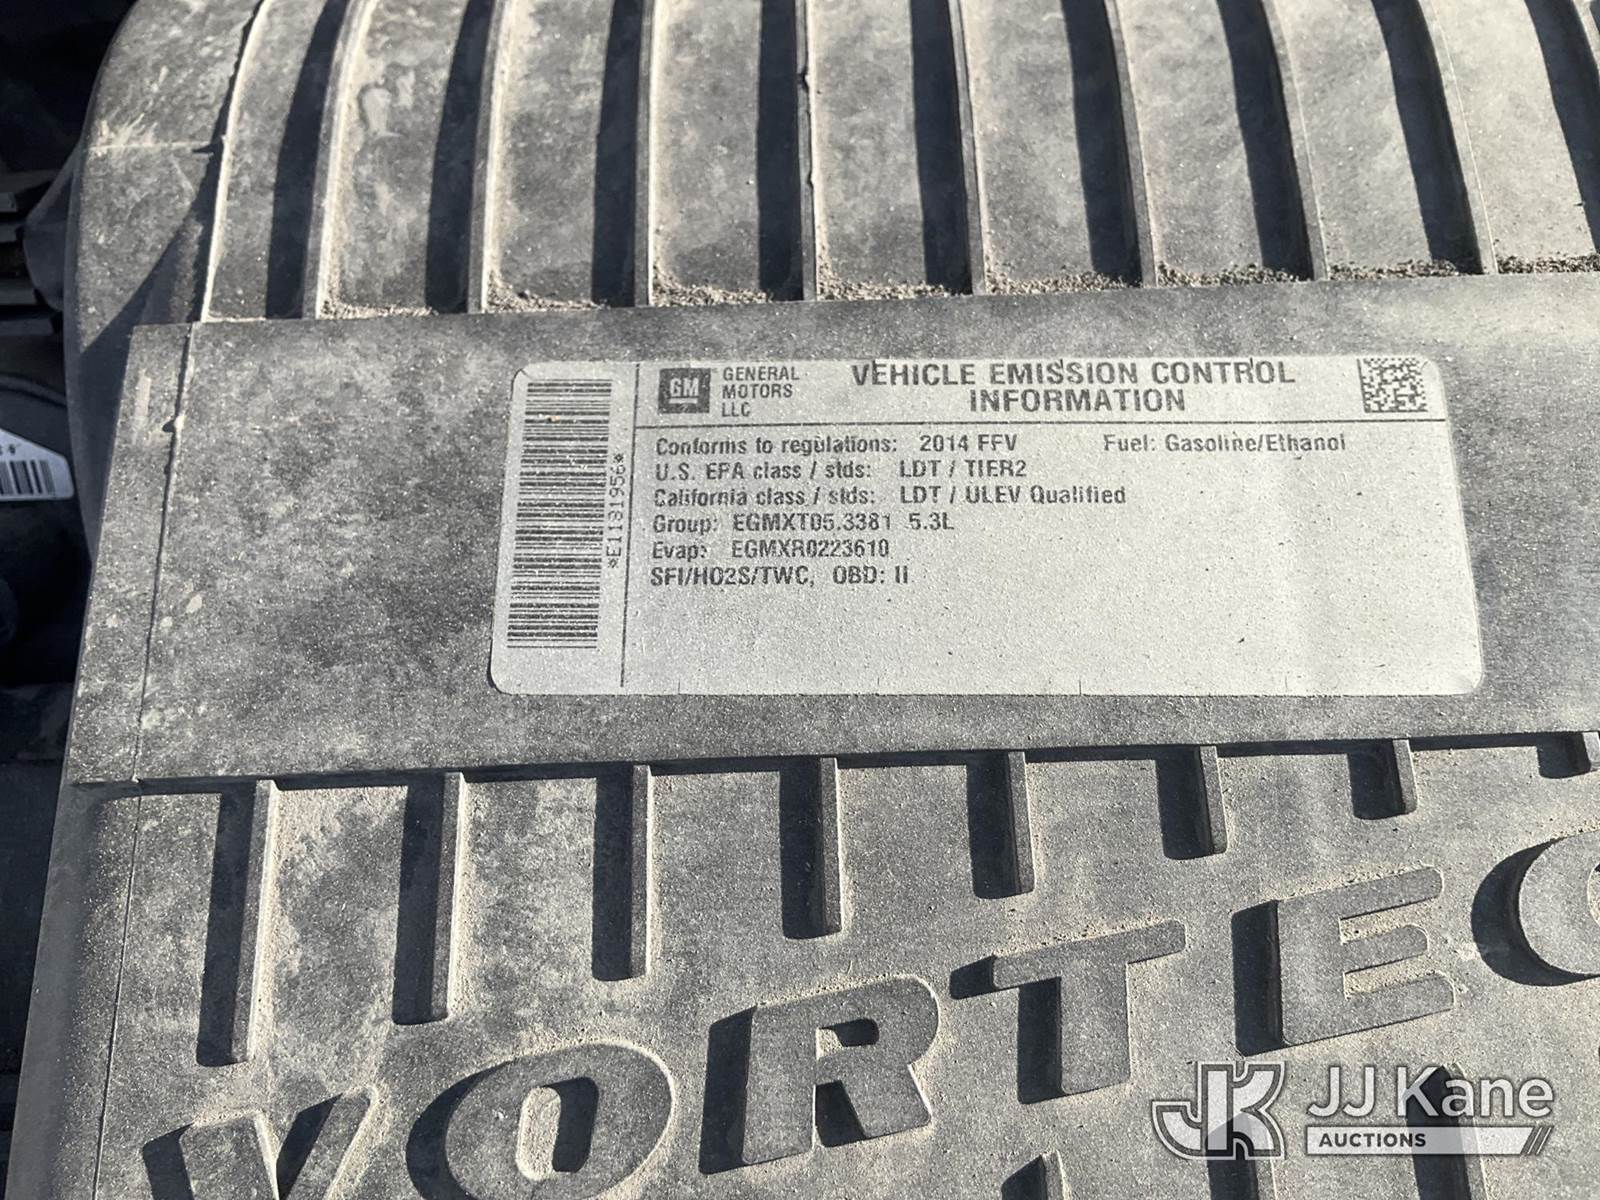 GM GENERAL MOTORS LLC
VEHICLE EMISSION CONTROL
INFORMATION
Conforms to regulations: 2014 FFV Fuel: Gasoline/Ethanol
U.S. EPA class / stds: LDT / TIER2
California class / stds: LDT / ULEV Qualified
Group: EGMXT05.3381 5.3L
Evap: EGMXR0223610
SFI/HO2S/TWC, OBD: II
*E1131956*
VORTEC
JK JJ Kane
AUCTIONS